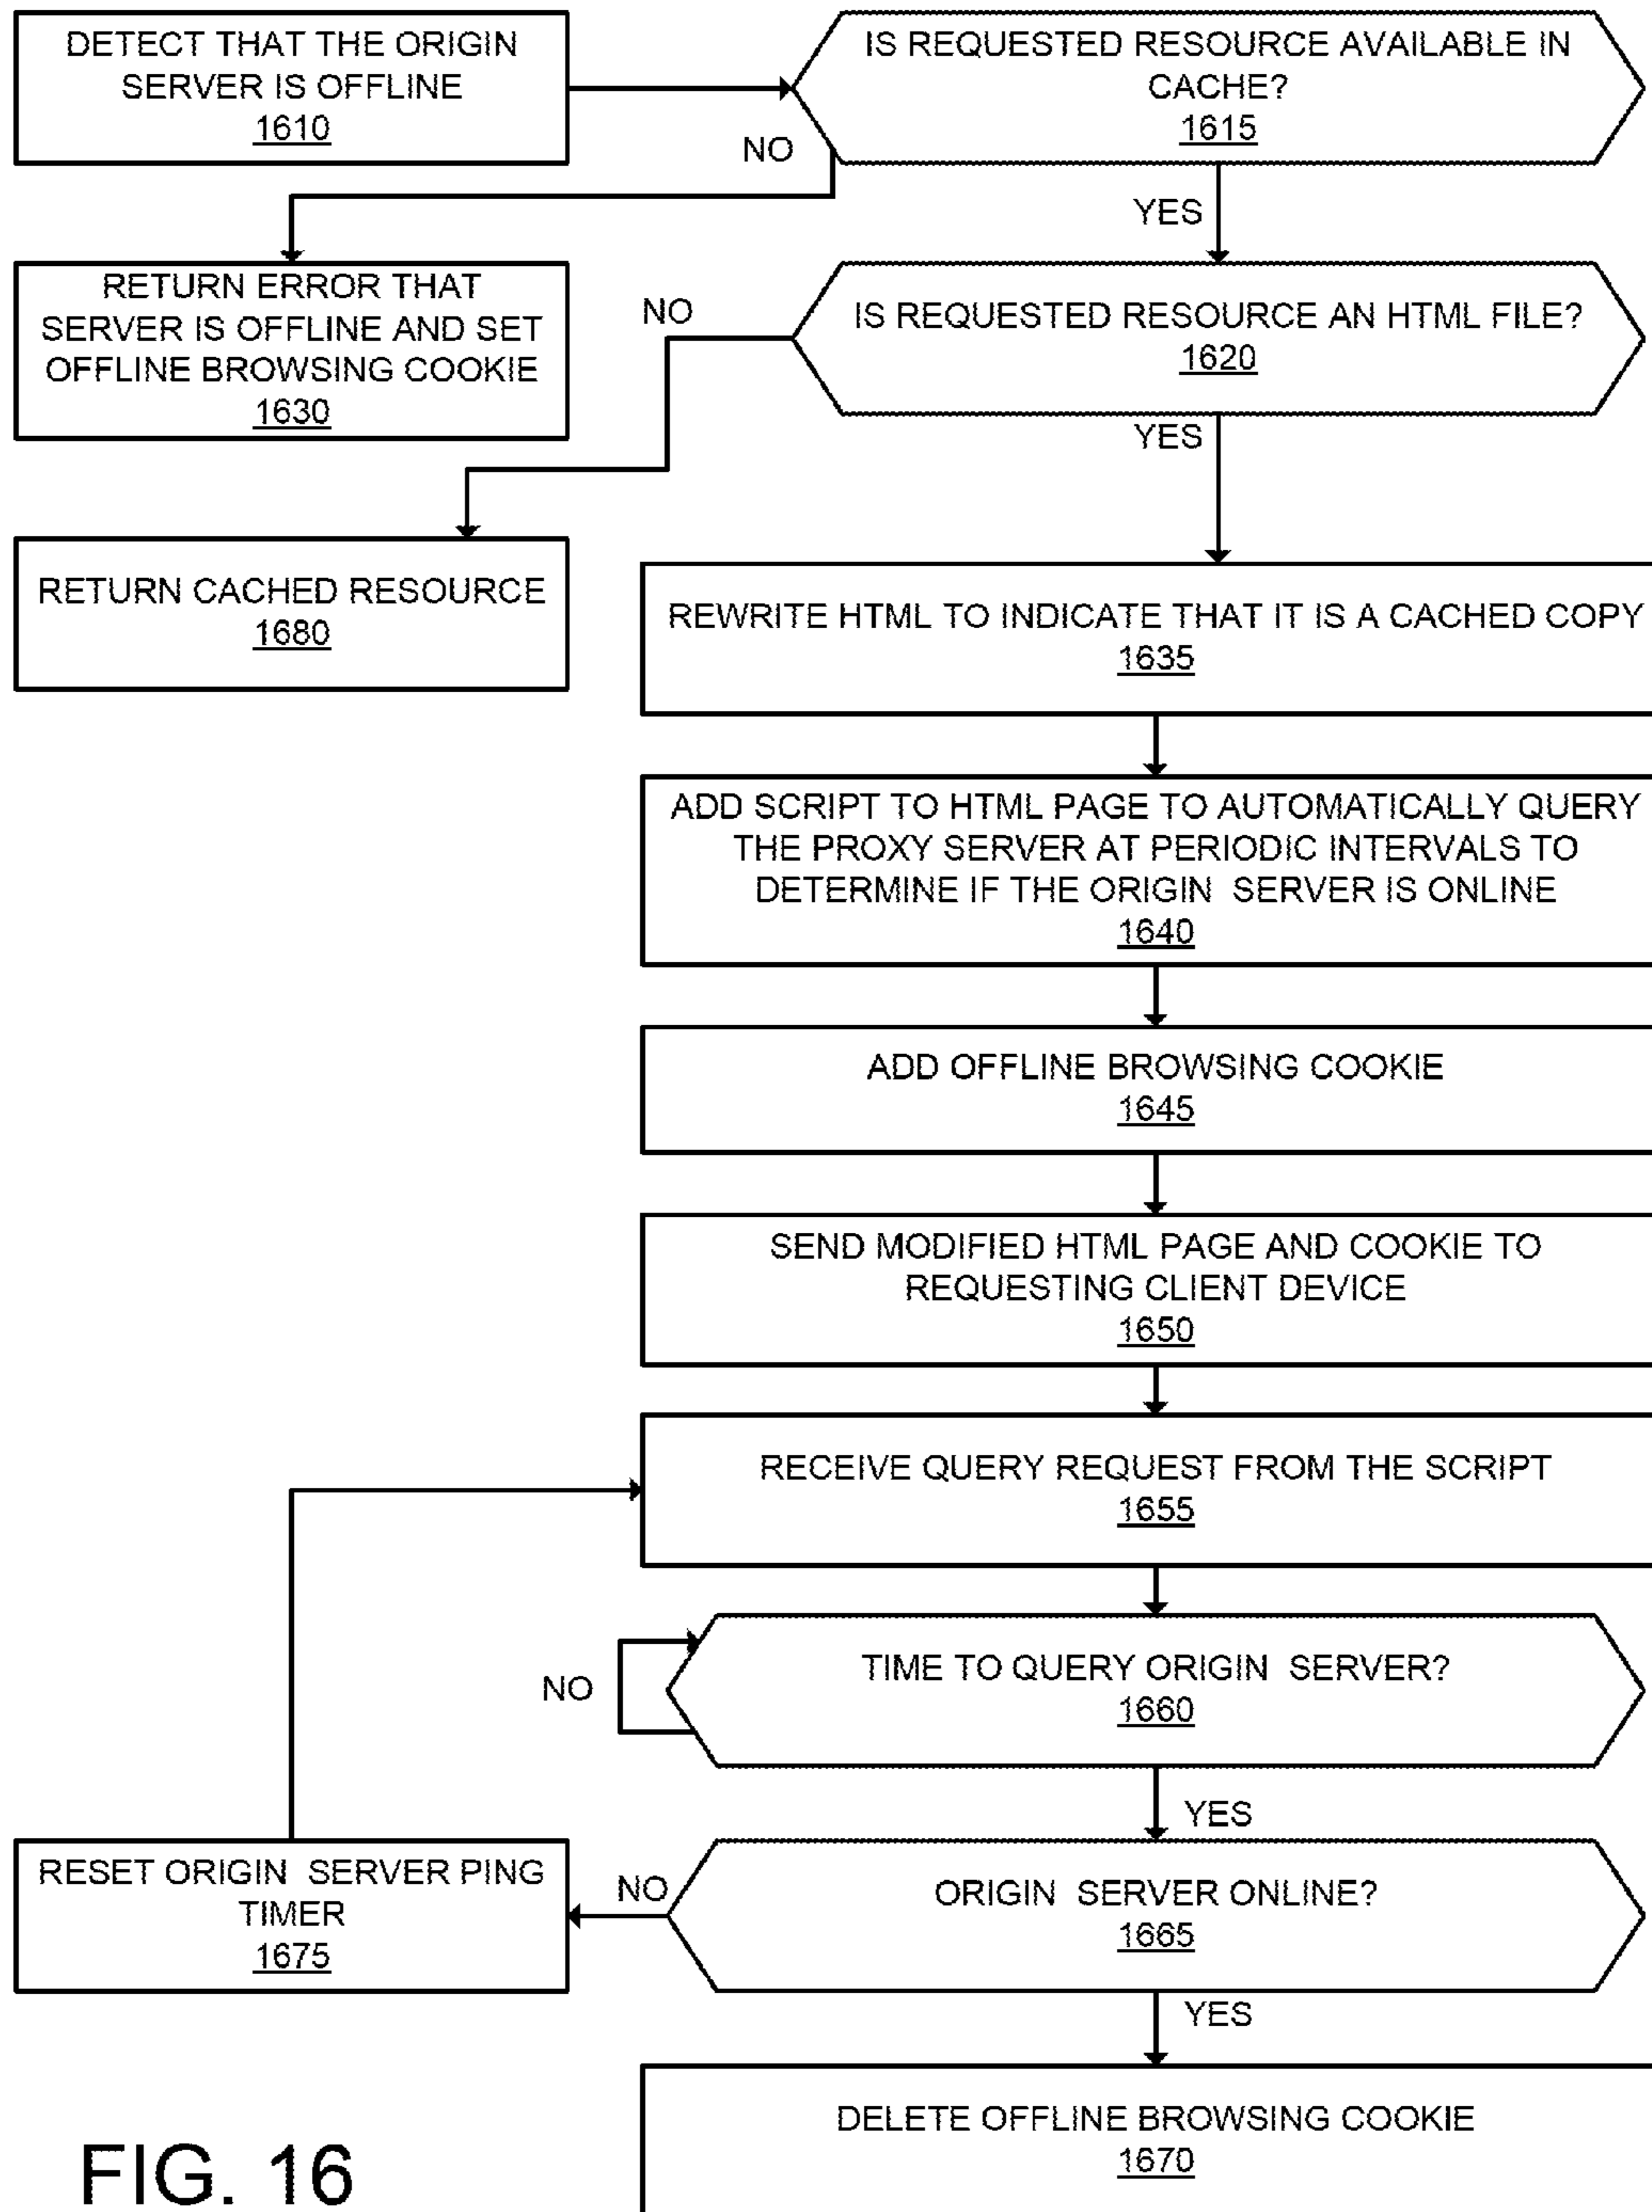 DETECT THAT THE ORIGIN
SERVER IS OFFLINE
1610
IS REQUESTED RESOURCE AVAILABLE IN
CACHE?
1615
NO
YES
RETURN ERROR THAT
SERVER IS OFFLINE AND SET
OFFLINE BROWSING COOKIE
1630
NO
IS REQUESTED RESOURCE AN HTML FILE?
1620
YES
RETURN CACHED RESOURCE
1680
REWRITE HTML TO INDICATE THAT IT IS A CACHED COPY
1635
ADD SCRIPT TO HTML PAGE TO AUTOMATICALLY QUERY
THE PROXY SERVER AT PERIODIC INTERVALS TO
DETERMINE IF THE ORIGIN SERVER IS ONLINE
1640
ADD OFFLINE BROWSING COOKIE
1645
SEND MODIFIED HTML PAGE AND COOKIE TO
REQUESTING CLIENT DEVICE
1650
RECEIVE QUERY REQUEST FROM THE SCRIPT
1655
NO
TIME TO QUERY ORIGIN SERVER?
1660
YES
RESET ORIGIN SERVER PING
TIMER
1675
NO
ORIGIN SERVER ONLINE?
1665
YES
DELETE OFFLINE BROWSING COOKIE
1670
FIG. 16